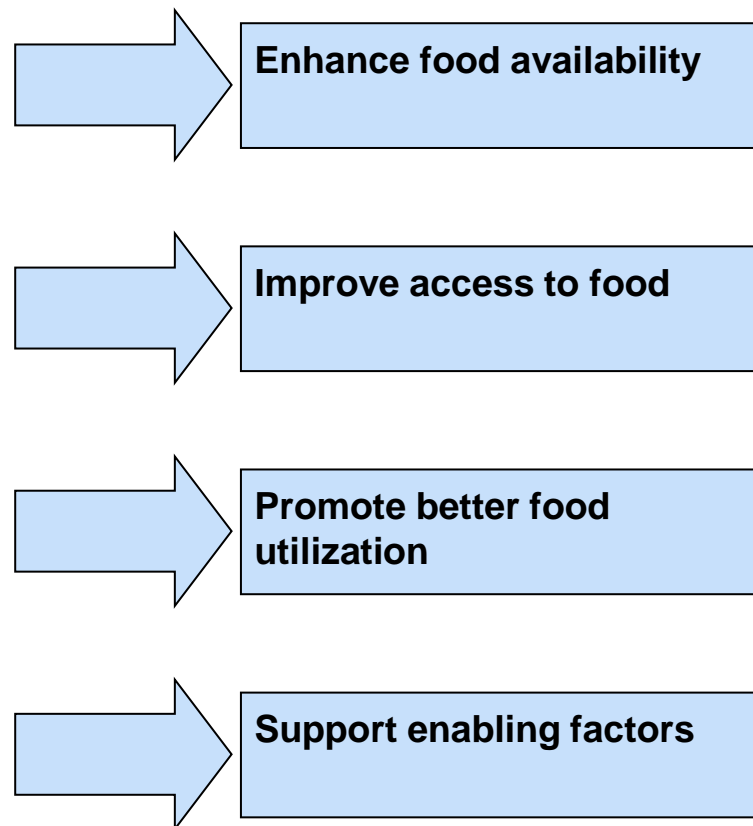 Enhance food availability
Improve access to food
Promote better food
utilization
Support enabling factors